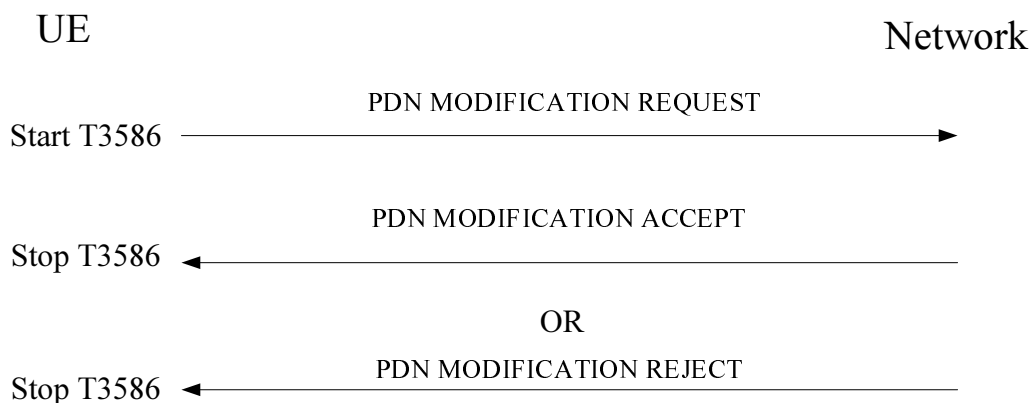 UE
Network
PDN MODIFICATION REQUEST
Start T3586
PDN MODIFICATION ACCEPT
Stop T3586
OR
PDN MODIFICATION REJECT
Stop T3586